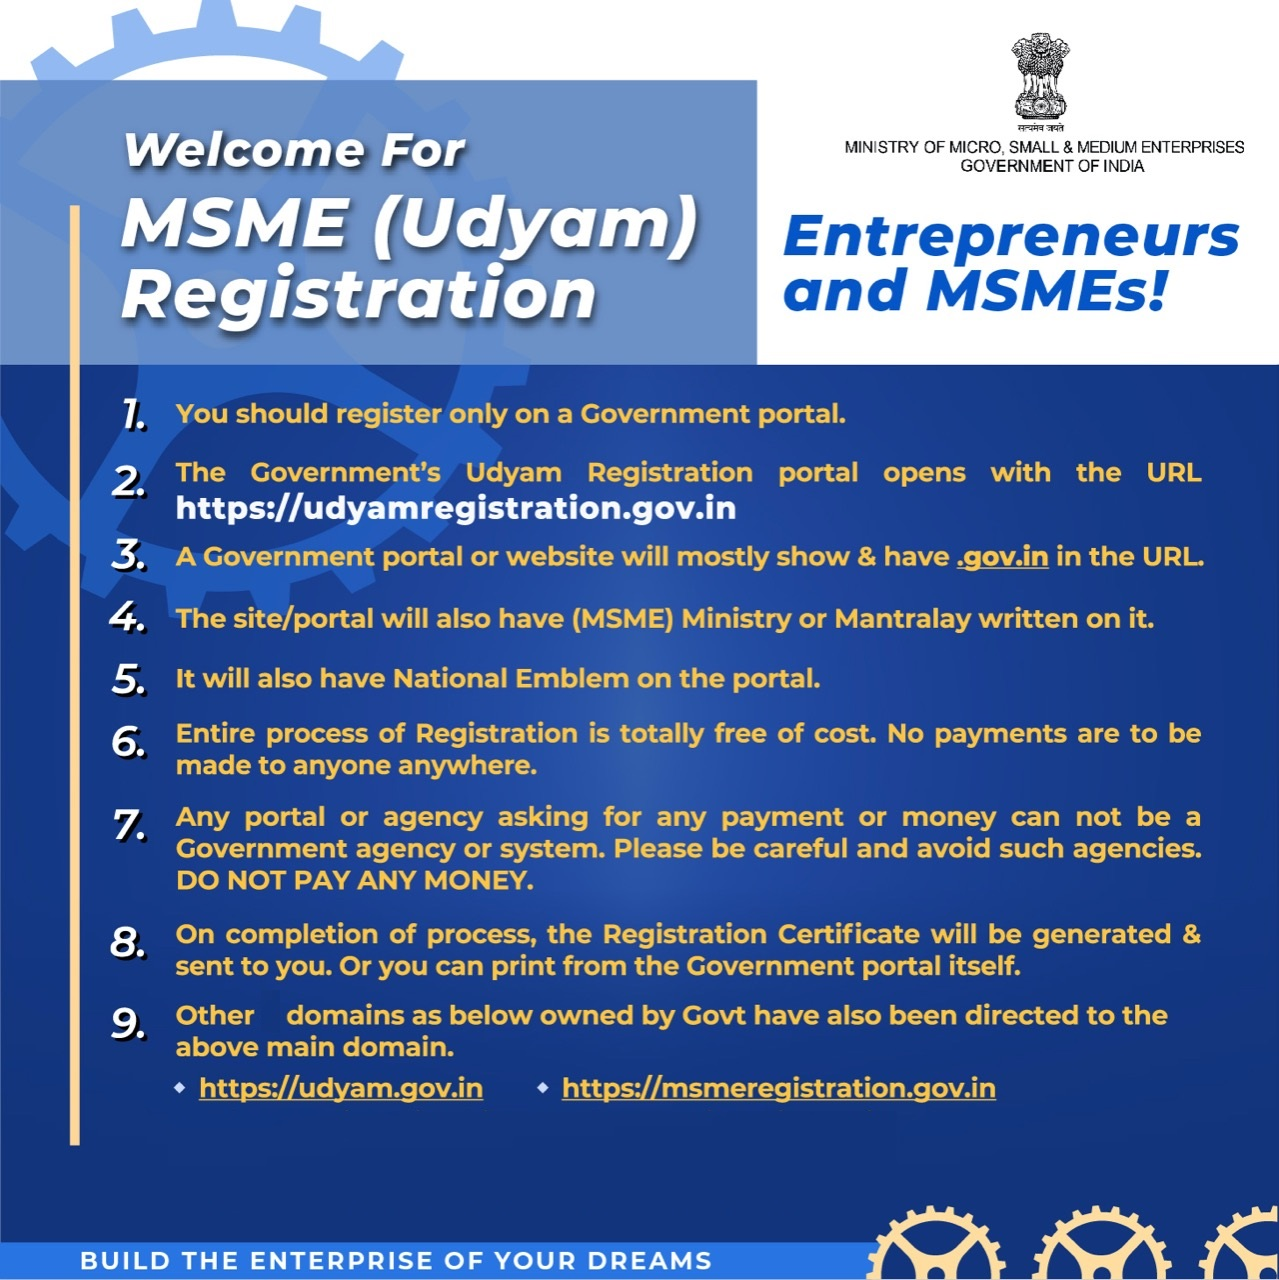 सत्यमेव जयते
MINISTRY OF MICRO, SMALL & MEDIUM ENTERPRISES
GOVERNMENT OF INDIA
Welcome For
MSME (Udyam)
Registration
Entrepreneurs
and MSMEs!
1. You should register only on a Government portal.
2. The Government’s Udyam Registration portal opens with the URL
https://udyamregistration.gov.in
3. A Government portal or website will mostly show & have .gov.in in the URL.
4. The site/portal will also have (MSME) Ministry or Mantralay written on it.
5. It will also have National Emblem on the portal.
6. Entire process of Registration is totally free of cost. No payments are to be
made to anyone anywhere.
7. Any portal or agency asking for any payment or money can not be a
Government agency or system. Please be careful and avoid such agencies.
DO NOT PAY ANY MONEY.
8. On completion of process, the Registration Certificate will be generated &
sent to you. Or you can print from the Government portal itself.
9. Other domains as below owned by Govt have also been directed to the
above main domain.
https://udyam.gov.in https://msmeregistration.gov.in
BUILD THE ENTERPRISE OF YOUR DREAMS